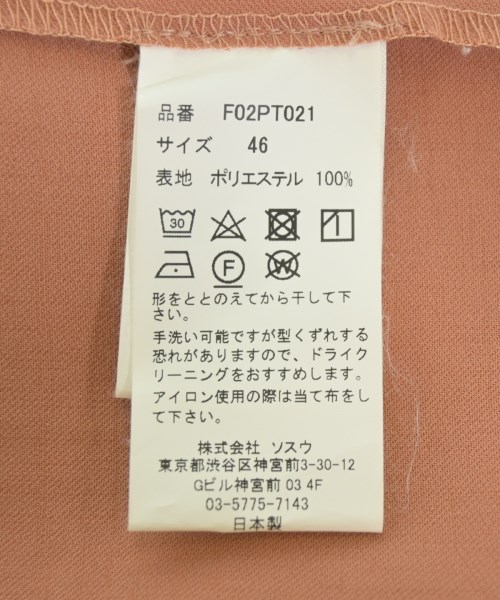 品番 F02PT021
サイズ 46
表地 ポリエステル 100%
30
F W
形をととのえてから干して下
さい。
手洗い可能ですが型くずれする
恐れがありますので、ドライク
リーニングをおすすめします。
アイロン使用の際は当て布をし
て下さい。
株式会社 ソスウ
東京都渋谷区神宮前3-30-12
Gビル神宮前 03 4F
03-5775-7143
日本製